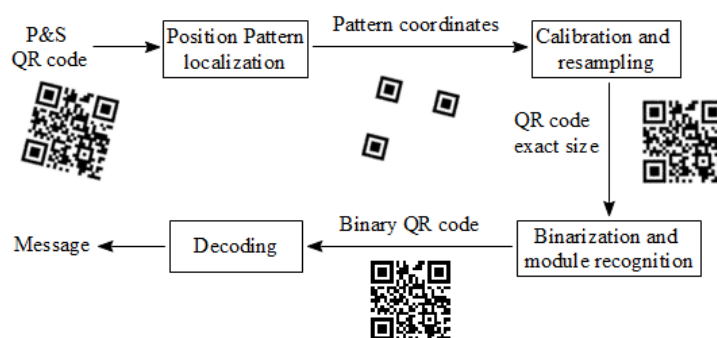 P&S
QR code
Position Pattern
localization
Pattern coordinates
Calibration and
resampling
QR code
exact size
Binarization and
module recognition
Binary QR code
Decoding
Message